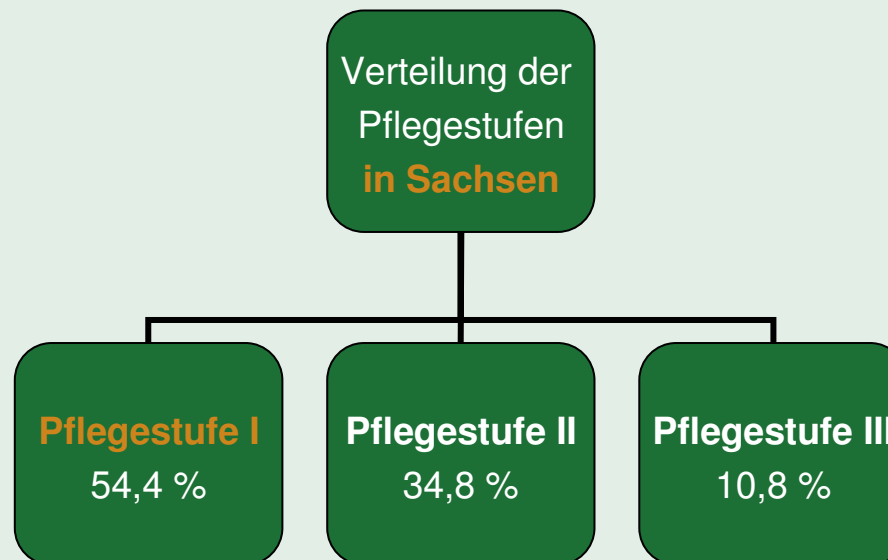 Verteilung der
Pflegestufen
in Sachsen
Pflegestufe I
54,4 %
Pflegestufe II
34,8 %
Pflegestufe III
10,8 %